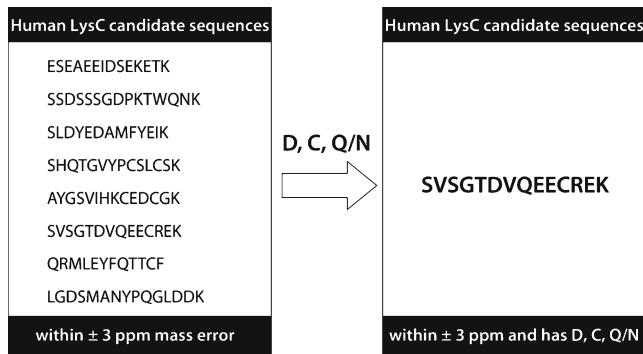 Human LysC candidate sequences
ESEAEEIDSEKETK
SSDSSSGDPKTWQNK
SLDYEDAMFYEIK
SHQTGVYPCSLCSK
AYGSVIHKCEDCGK
SVSGTDVQEECREK
QRMLEYFQTTCF
LGDSMANYPQGLDDK
within ± 3 ppm mass error
D, C, Q/N
Human LysC candidate sequences
SVSGTDVQEECREK
within ± 3 ppm and has D, C, Q/N